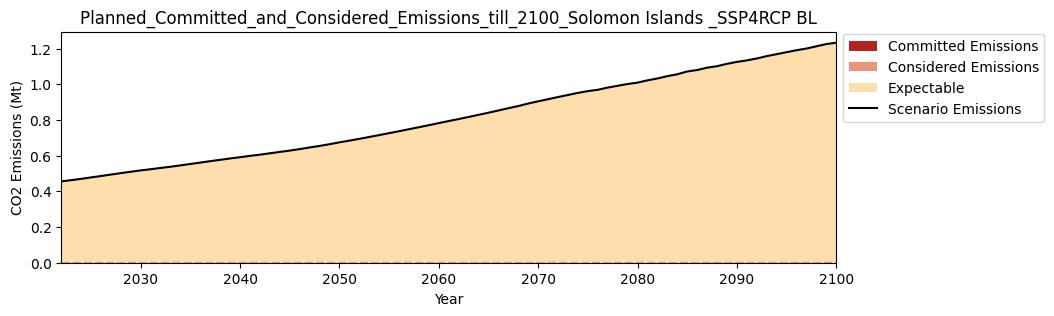 Planned_Committed_and_Considered_Emissions_till_2100_Solomon Islands _SSP4RCP BL
Committed Emissions
Considered Emissions
Expectable
Scenario Emissions
CO2 Emissions (Mt)
1.2
1.0
0.8
0.6
0.4
0.2
0.0
2030 2040 2050 2060 2070 2080 2090 2100
Year